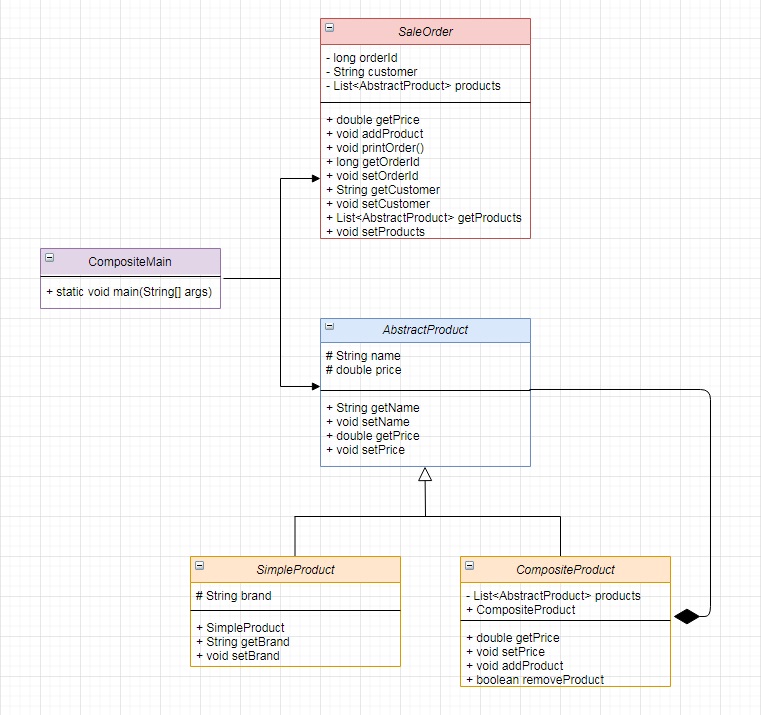 SaleOrder
- long orderId
- String customer
- List<AbstractProduct> products
+ double getPrice
+ void addProduct
+ void printOrder()
+ long getOrderId
+ void setOrderId
+ String getCustomer
+ void setCustomer
+ List<AbstractProduct> getProducts
+ void setProducts
CompositeMain
+ static void main(String[] args)
AbstractProduct
# String name
# double price
+ String getName
+ void setName
+ double getPrice
+ void setPrice
SimpleProduct
# String brand
+ SimpleProduct
+ String getBrand
+ void setBrand
CompositeProduct
- List<AbstractProduct> products
+ CompositeProduct
+ double getPrice
+ void setPrice
+ void addProduct
+ boolean removeProduct